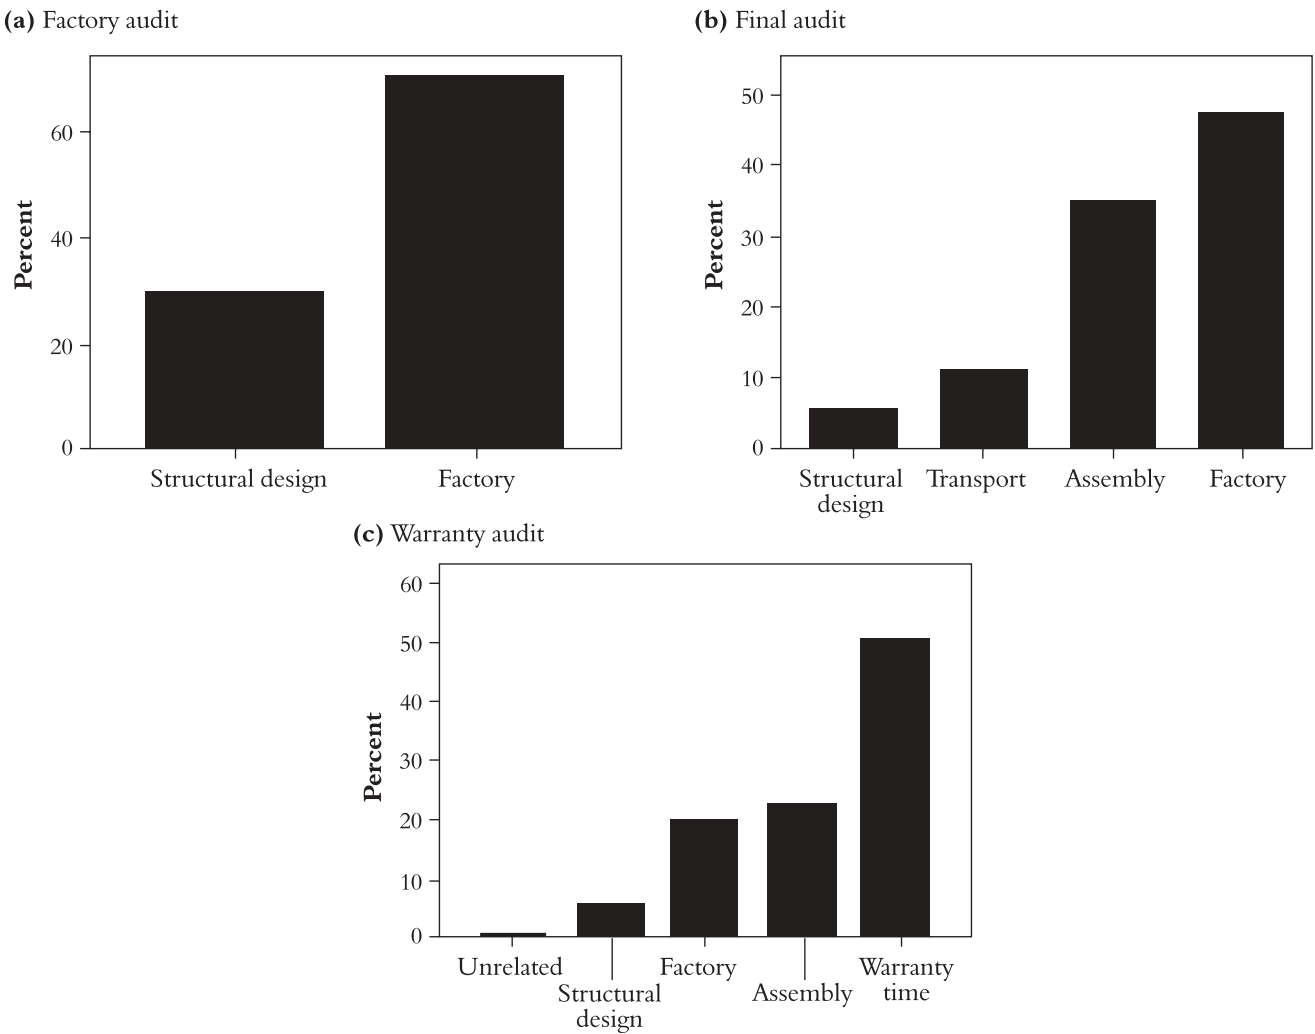 (a) Factory audit
60
40
20
0
Percent
Structural design
Factory
(b) Final audit
50
40
30
20
10
0
Percent
Structural
design
Transport
Assembly
Factory
(c) Warranty audit
60
50
40
30
20
10
0
Percent
Unrelated
Structural
design
Factory
Assembly
Warranty
time